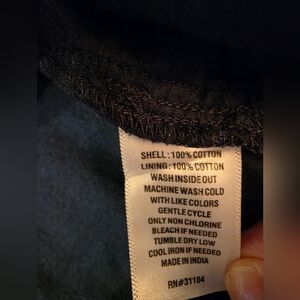 SHELL: 100% COTTON
LINING: 100% COTTON
WASH INSIDE OUT
MACHINE WASH COLD
WITH LIKE COLORS
GENTLE CYCLE
ONLY NON CHLORINE
BLEACH IF NEEDED
TUMBLE DRY LOW
COOL IRON IF NEEDED
MADE IN INDIA
RN#31104